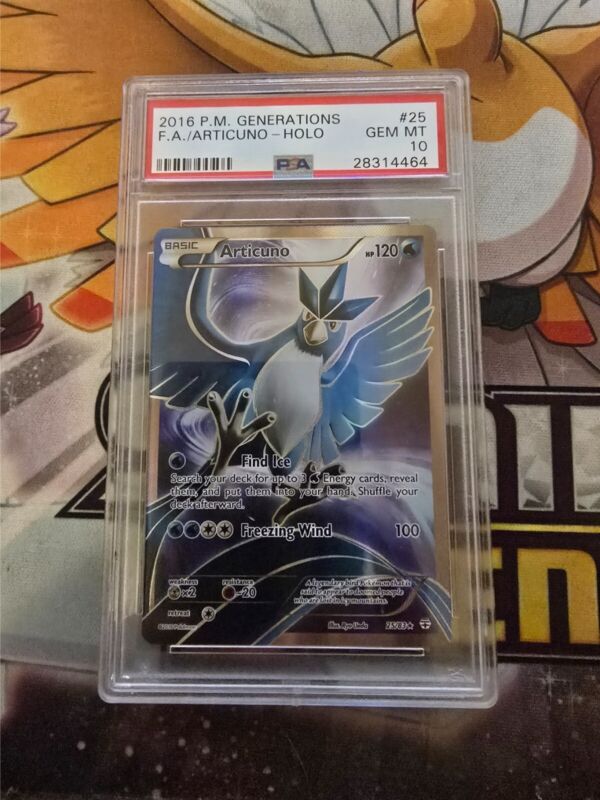 2016 P.M. GENERATIONS #25
F.A./ARTICUNO - HOLO GEM MT
10
PSA 28314464
BASIC Articuno HP 120
Find Ice
Search your deck for up to 3 Energy cards, reveal
them, and put them into your hand. Shuffle your
deck afterward.
Freezing Wind 100
weakness resistance
x2 -20
A legendary bird Pokémon that is
said to appear to doomed people
who are lost in icy mountains.
retreat
©2016 Pokémon
Illus. Ryo Ueda 25/83